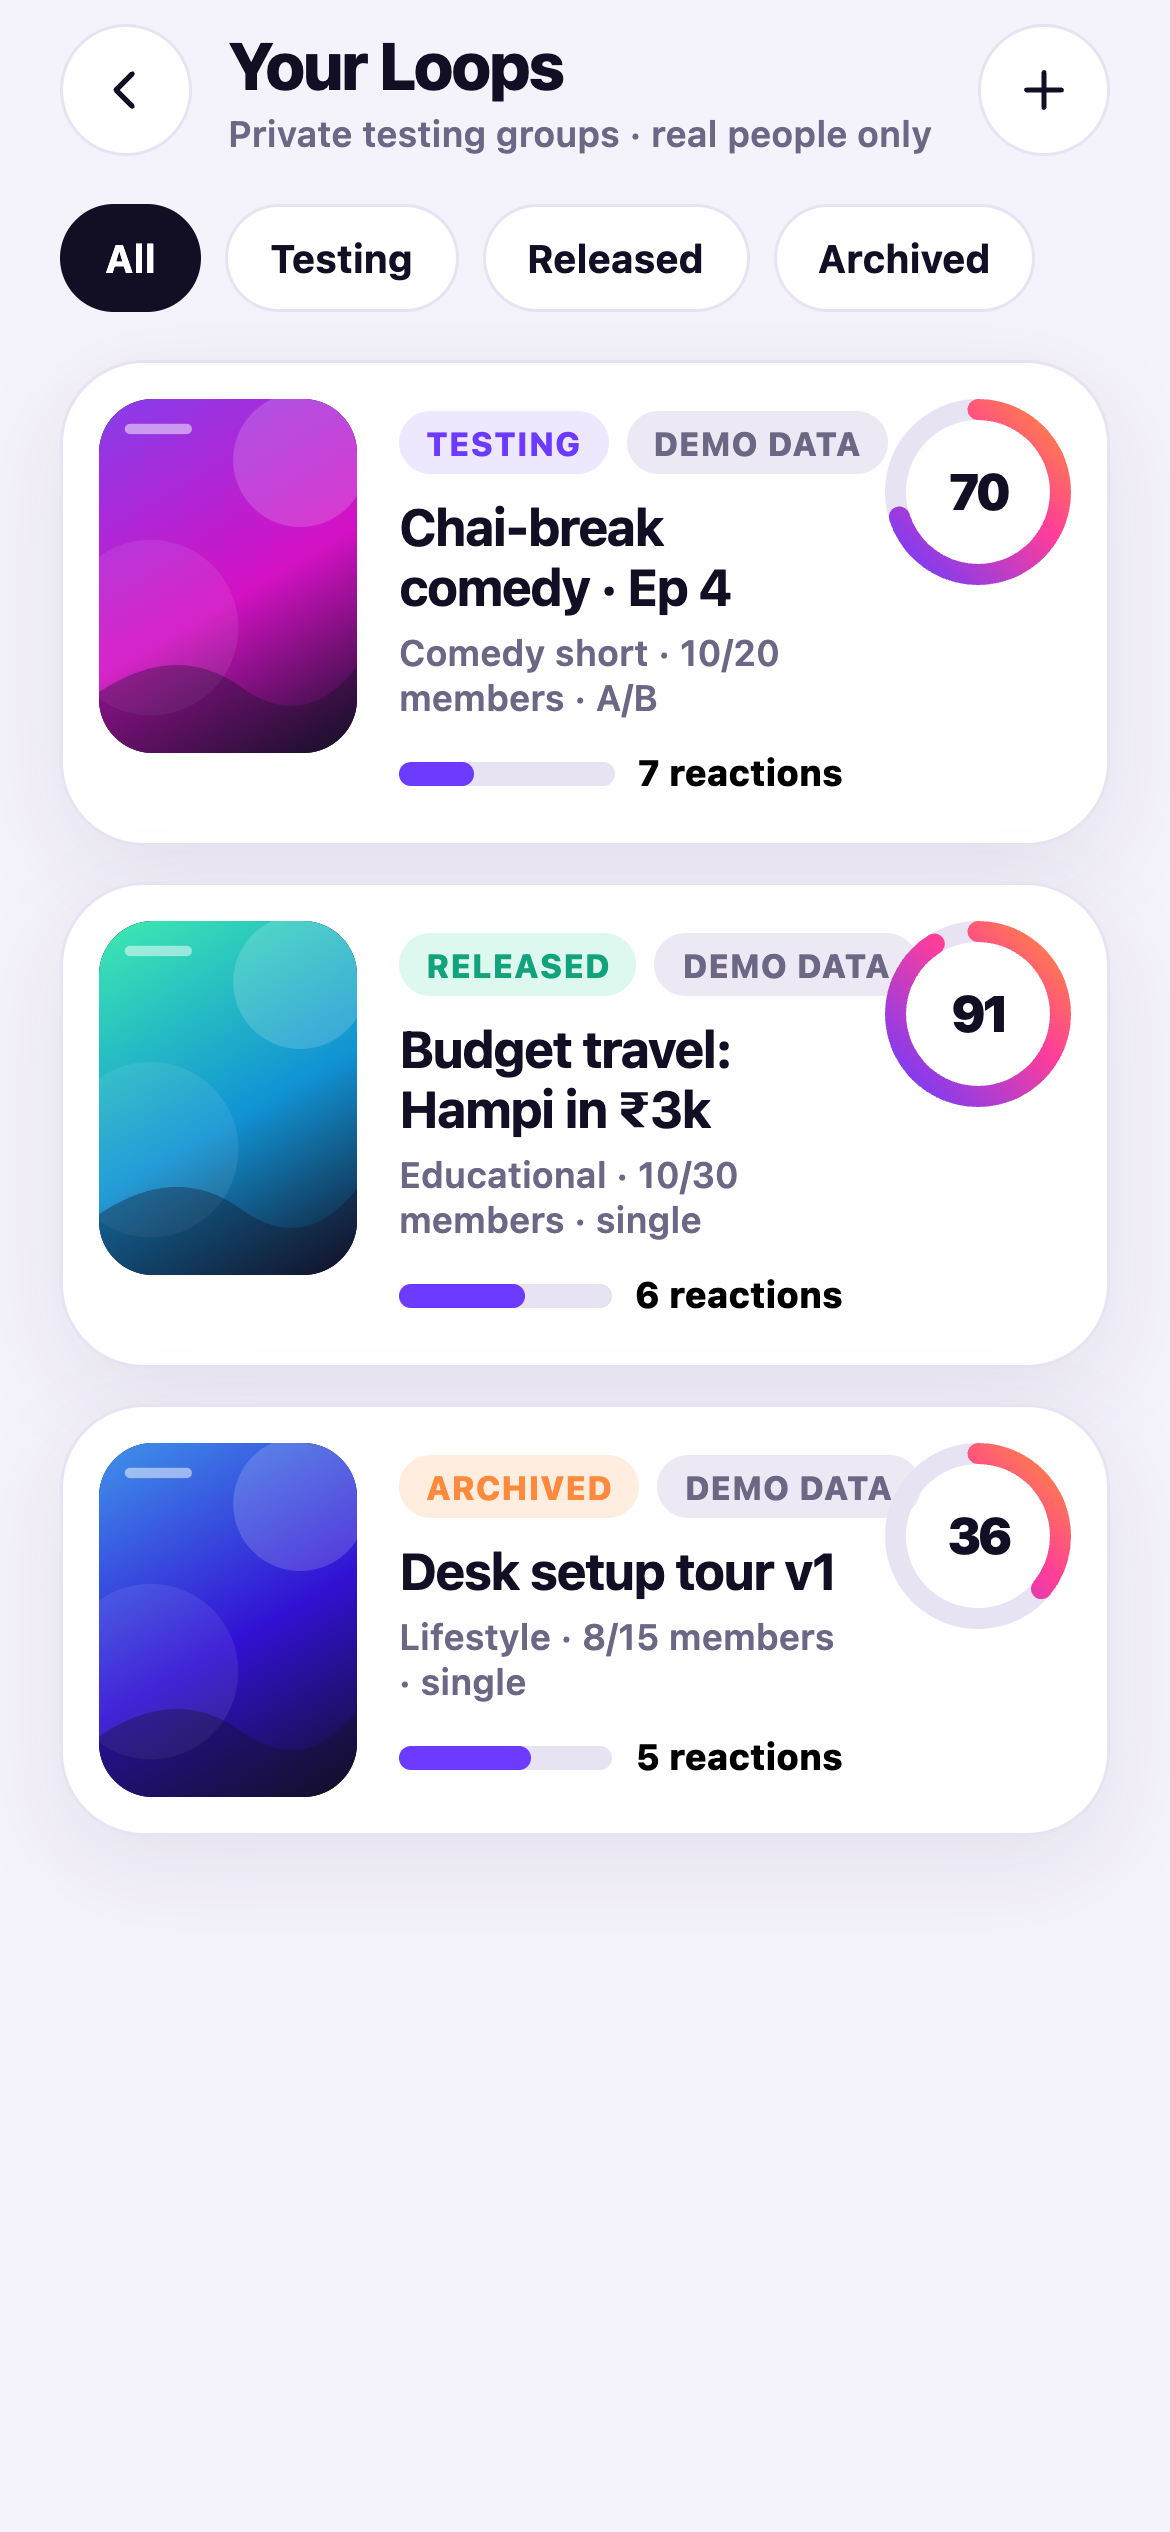 Your Loops
Private testing groups · real people only
All
Testing
Released
Archived
TESTING
DEMO DATA
70
Chai-break
comedy · Ep 4
Comedy short · 10/20
members · A/B
7 reactions
RELEASED
DEMO DATA
91
Budget travel:
Hampi in ₹3k
Educational · 10/30
members · single
6 reactions
ARCHIVED
DEMO DATA
36
Desk setup tour v1
Lifestyle · 8/15 members
· single
5 reactions